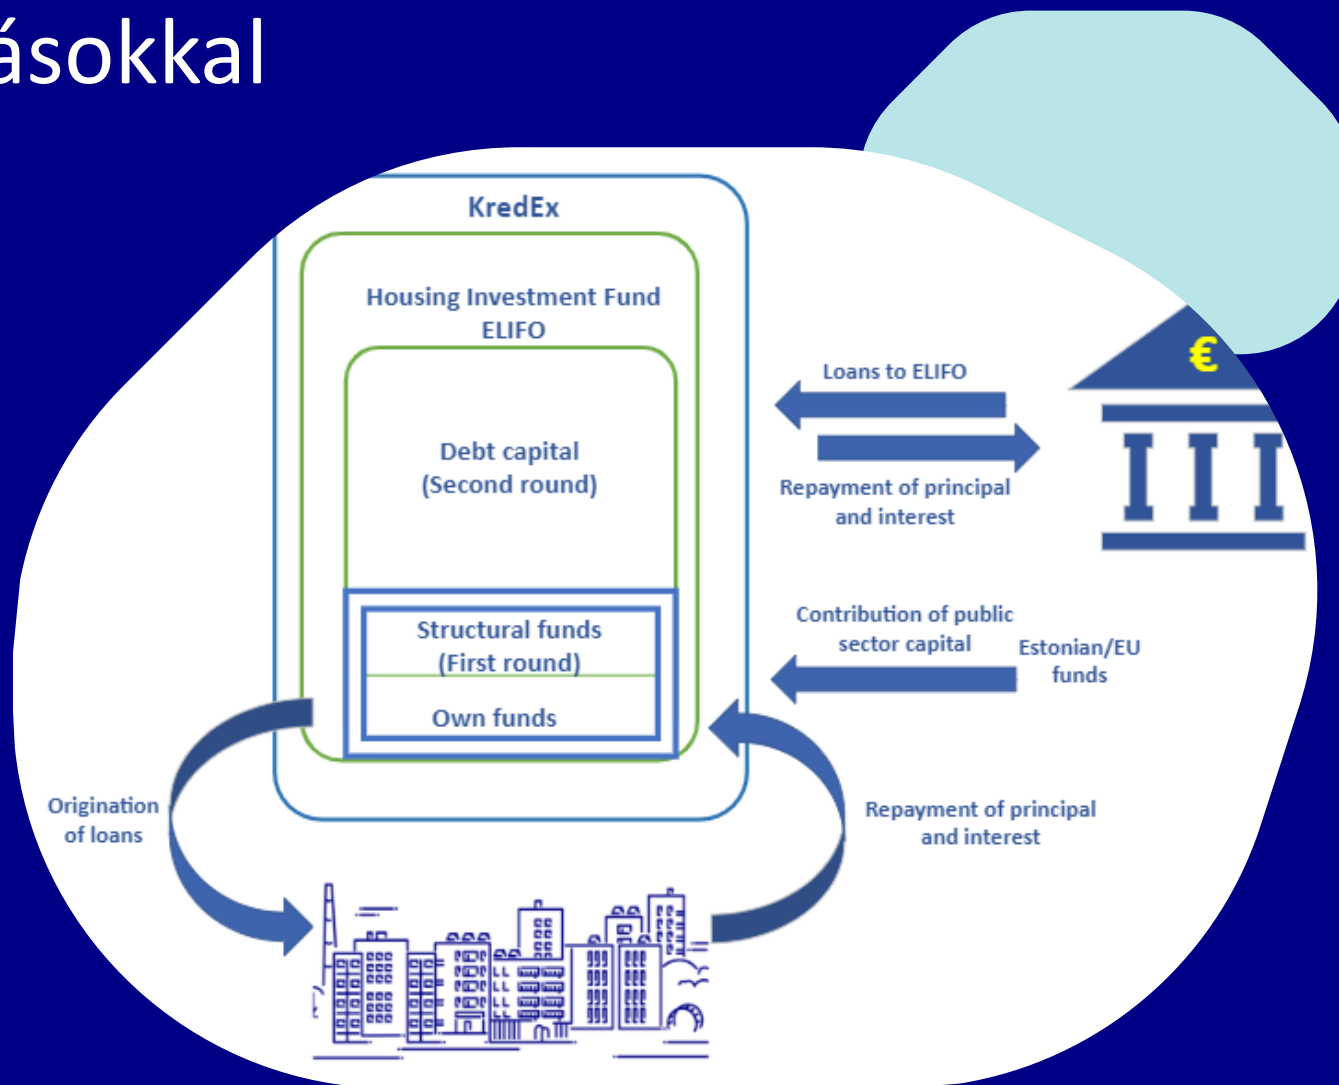 ásokkal
KredEx
Housing Investment Fund
ELIFO
Debt capital
(Second round)
Structural funds
(First round)
Own funds
Loans to ELIFO
€
Repayment of principal
and interest
Contribution of public
sector capital
Estonian/EU
funds
Origination
of loans
Repayment of principal
and interest